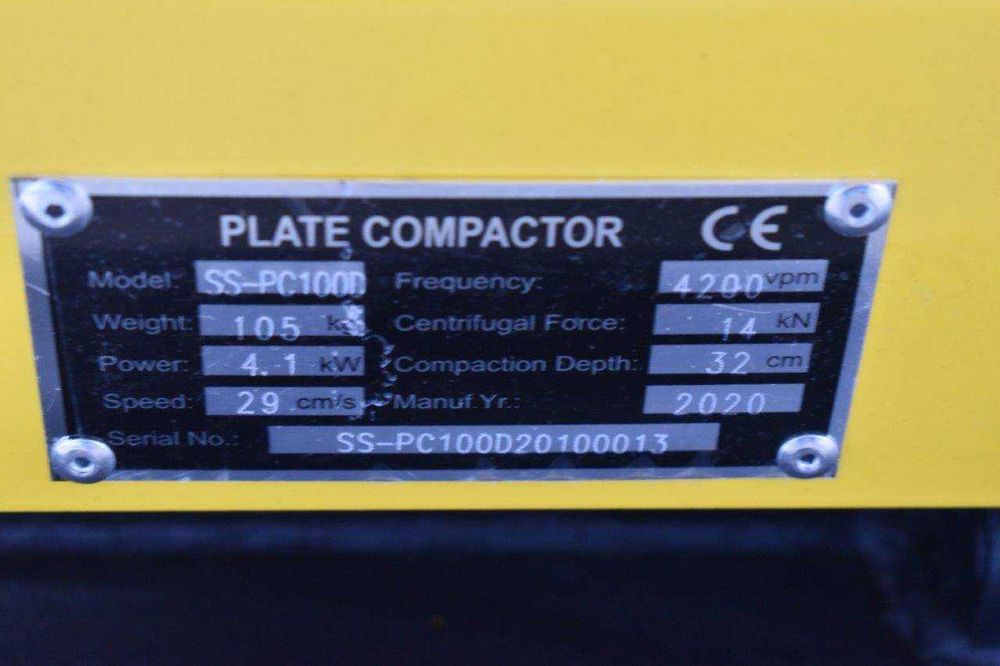 PLATE COMPACTOR CE
Model: SS-PC100D Frequency: 4200 vpm
Weight: 105 kg Centrifugal Force: 14 kN
Power: 4.1 kW Compaction Depth: 32 cm
Speed: 29 cm/s Manuf.Yr.: 2020
Serial No.: SS-PC100D20100013